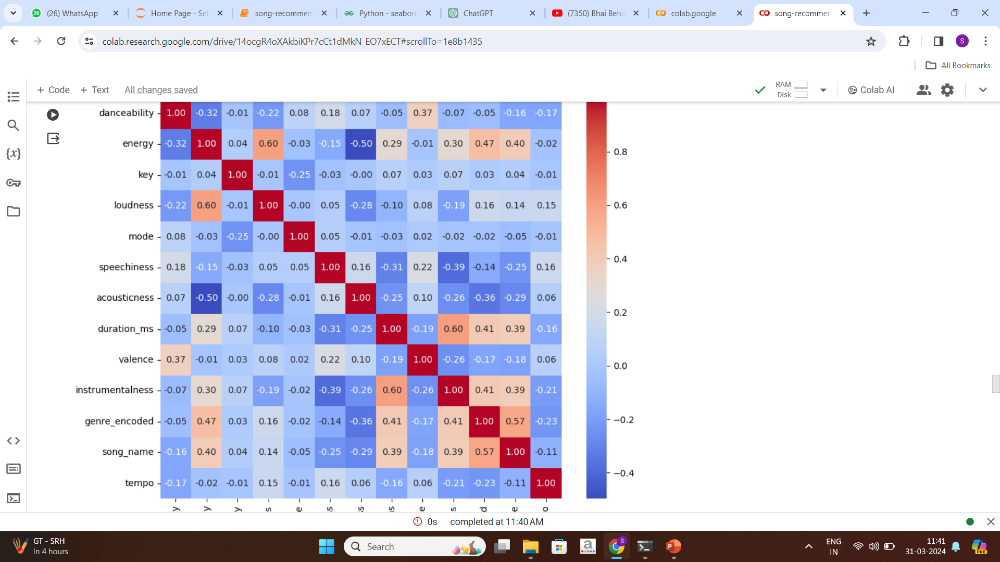 (26) WhatsApp
Home Page - Sel
song-recommen
Python - seaborn
ChatGPT
(7350) Bhai Beha
colab.google
song-recommen
colab.research.google.com/drive/14ocgR4oXAkbiKPr7cCt1dMkN_EO7xECT#scrollTo=1e8b1435
S
All Bookmarks
+ Code + Text All changes saved
RAM
Disk
Colab AI
danceability 1.00 -0.32 -0.01 -0.22 0.08 0.18 0.07 -0.05 0.37 -0.07 -0.05 -0.16 -0.17
energy -0.32 1.00 0.04 0.60 -0.03 -0.15 -0.50 0.29 -0.01 0.30 0.47 0.40 -0.02
key -0.01 0.04 1.00 -0.01 -0.25 -0.03 -0.00 0.07 0.03 0.07 0.03 0.04 -0.01
loudness -0.22 0.60 -0.01 1.00 -0.00 0.05 -0.28 -0.10 0.08 -0.19 0.16 0.14 0.15
mode 0.08 -0.03 -0.25 -0.00 1.00 0.05 -0.01 -0.03 0.02 -0.02 -0.02 -0.05 -0.01
speechiness 0.18 -0.15 -0.03 0.05 0.05 1.00 0.16 -0.31 0.22 -0.39 -0.14 -0.25 0.16
acousticness 0.07 -0.50 -0.00 -0.28 -0.01 0.16 1.00 -0.25 0.10 -0.26 -0.36 -0.29 0.06
duration_ms -0.05 0.29 0.07 -0.10 -0.03 -0.31 -0.25 1.00 -0.19 0.60 0.41 0.39 -0.16
valence 0.37 -0.01 0.03 0.08 0.02 0.22 0.10 -0.19 1.00 -0.26 -0.17 -0.18 0.06
instrumentalness -0.07 0.30 0.07 -0.19 -0.02 -0.39 -0.26 0.60 -0.26 1.00 0.41 0.39 -0.21
genre_encoded -0.05 0.47 0.03 0.16 -0.02 -0.14 -0.36 0.41 -0.17 0.41 1.00 0.57 -0.23
song_name -0.16 0.40 0.04 0.14 -0.05 -0.25 -0.29 0.39 -0.18 0.39 0.57 1.00 -0.11
tempo -0.17 -0.02 -0.01 0.15 -0.01 0.16 0.06 -0.16 0.06 -0.21 -0.23 -0.11 1.00
0.8
0.6
0.4
0.2
0.0
−0.2
−0.4
0s completed at 11:40 AM
GT - SRH
In 4 hours
Search
ENG
IN
11:41
31-03-2024
PRE